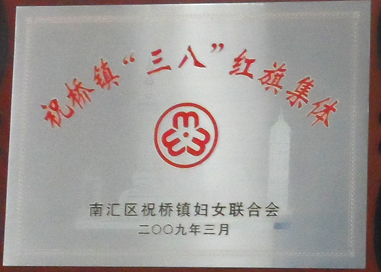 祝桥镇“三八”红旗集体
南汇区祝桥镇妇女联合会
二〇〇九年三月